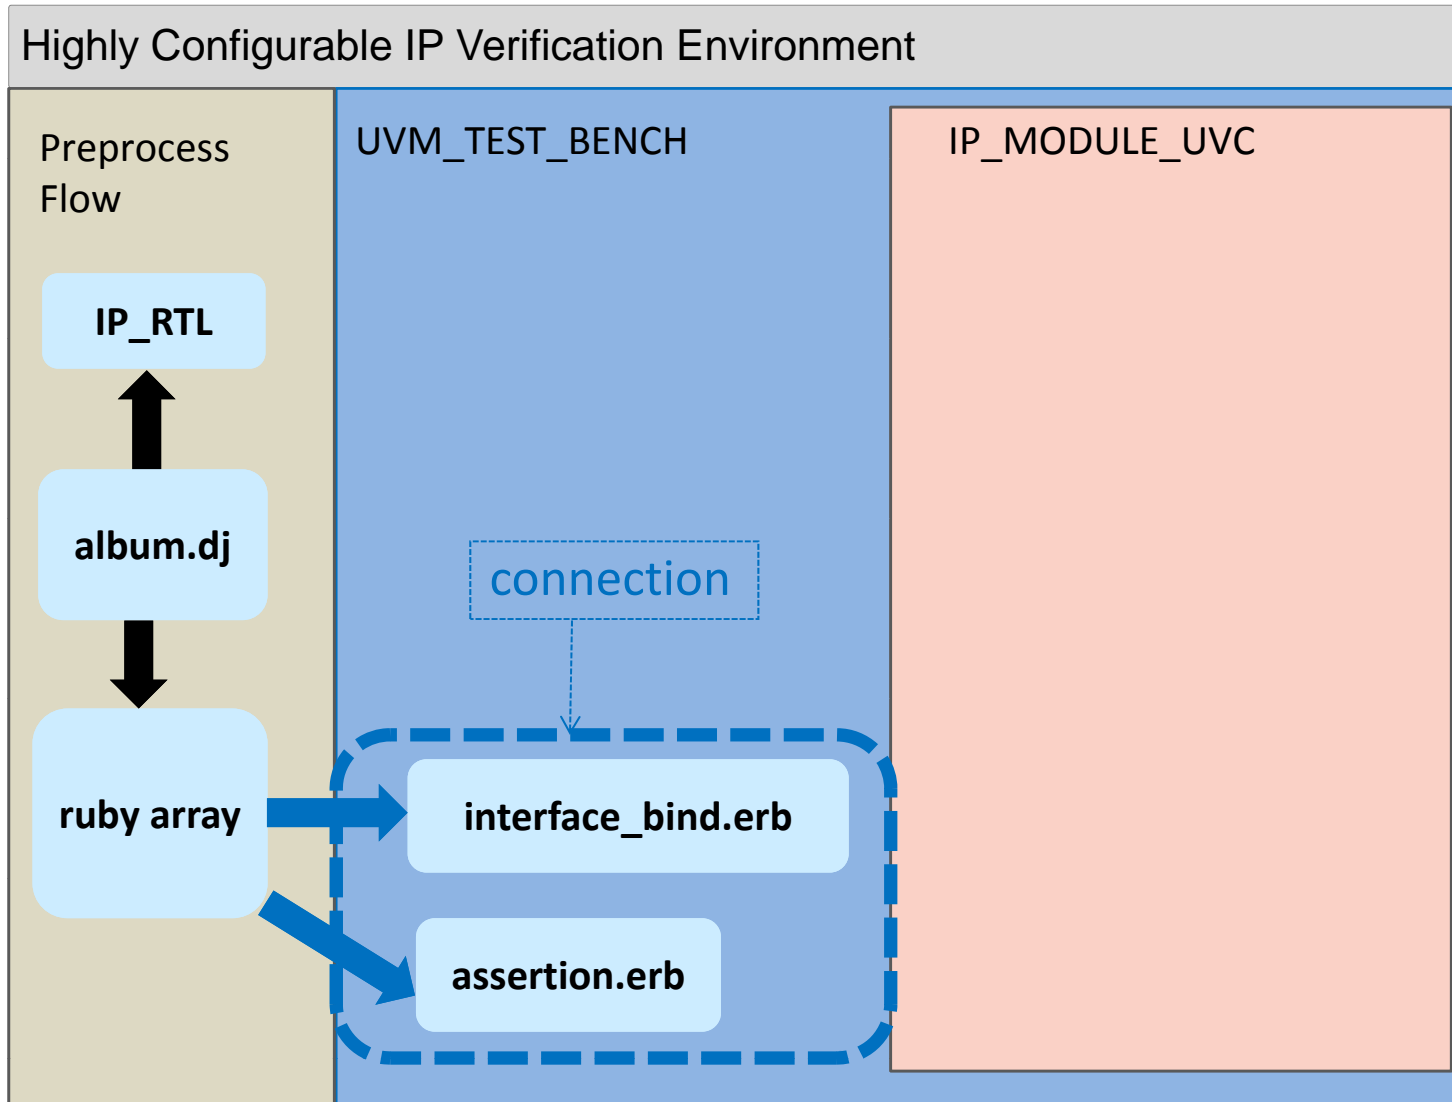 Highly Configurable IP Verification Environment
Preprocess
Flow
UVM_TEST_BENCH
IP_MODULE_UVC
IP_RTL
album.dj
connection
ruby array
interface_bind.erb
assertion.erb